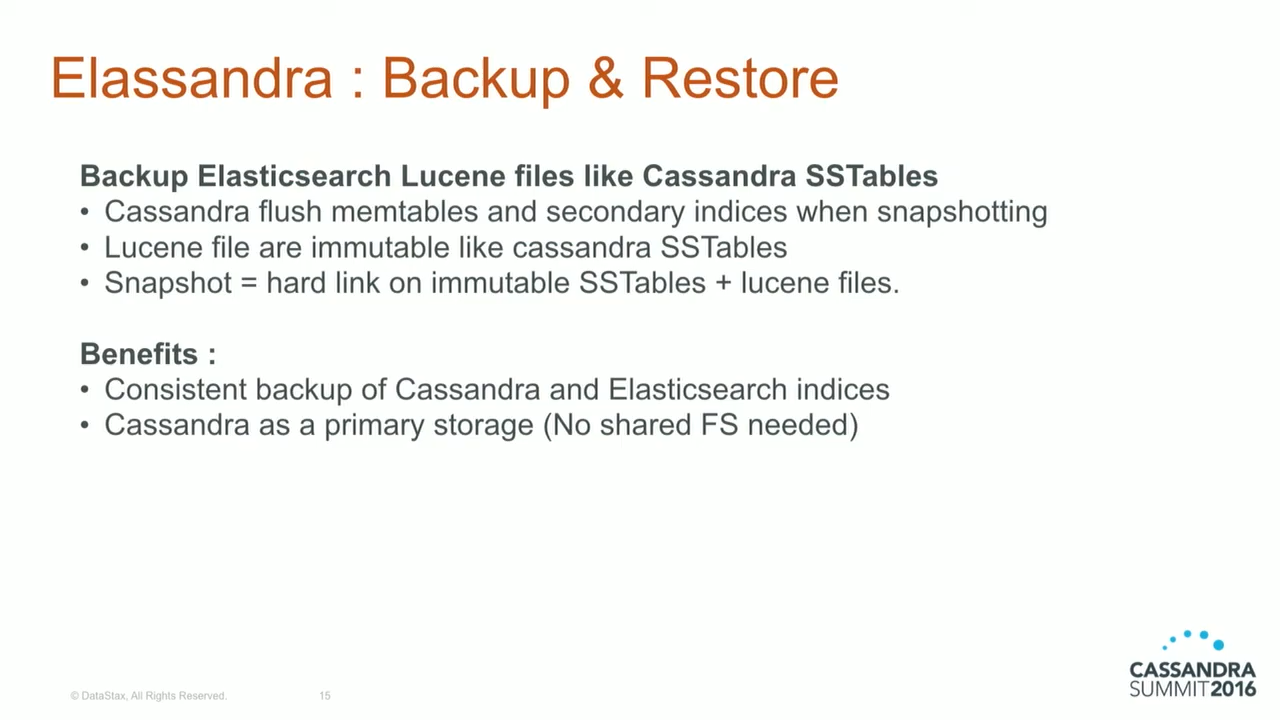 Elassandra : Backup & Restore
Backup Elasticsearch Lucene files like Cassandra SSTables
• Cassandra flush memtables and secondary indices when snapshotting
• Lucene file are immutable like cassandra SSTables
• Snapshot = hard link on immutable SSTables + lucene files.
Benefits :
• Consistent backup of Cassandra and Elasticsearch indices
• Cassandra as a primary storage (No shared FS needed)
© DataStax, All Rights Reserved.
15
CASSANDRA
SUMMIT2016